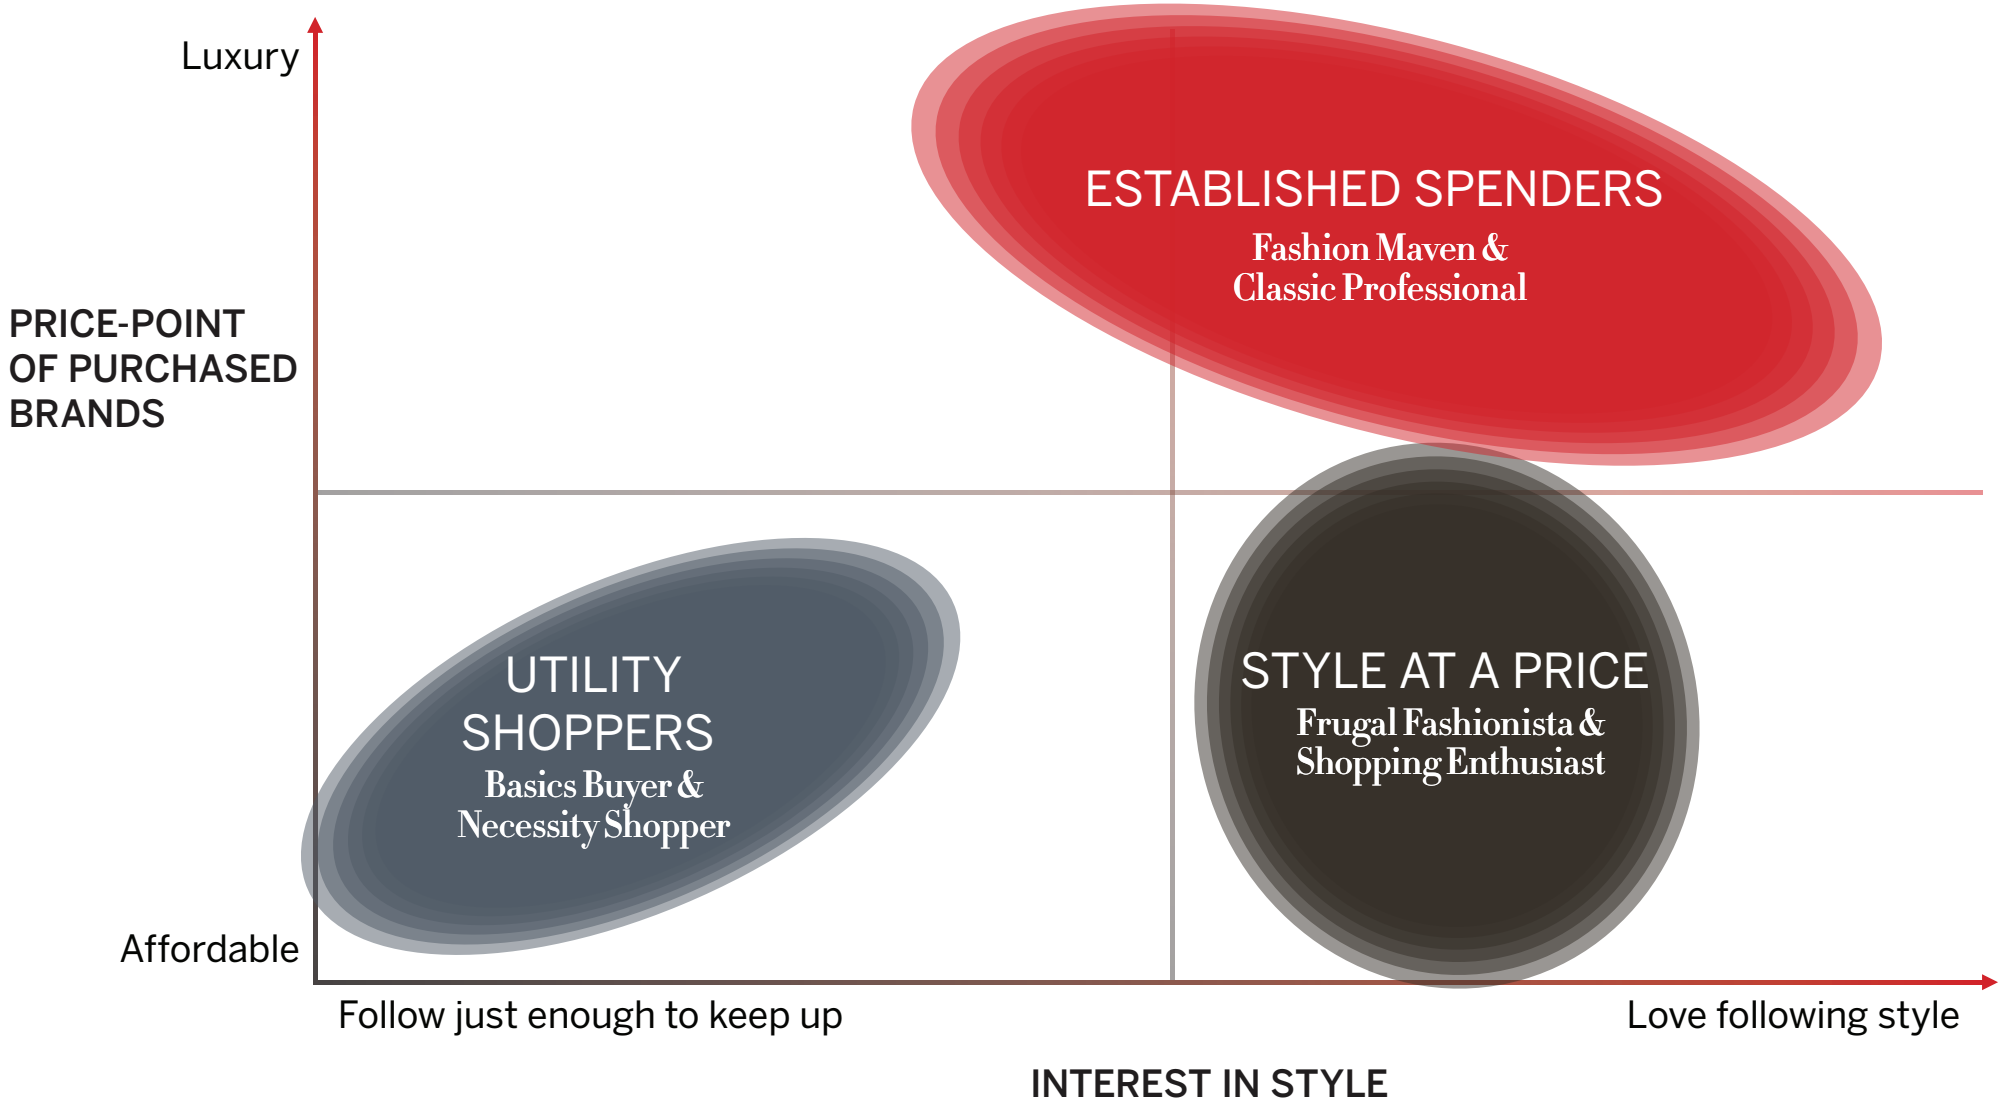 Luxury
PRICE-POINT
OF PURCHASED
BRANDS
Affordable
ESTABLISHED SPENDERS
Fashion Maven &
Classic Professional
UTILITY
SHOPPERS
Basics Buyer &
Necessity Shopper
STYLE AT A PRICE
Frugal Fashionista &
Shopping Enthusiast
Follow just enough to keep up
Love following style
INTEREST IN STYLE